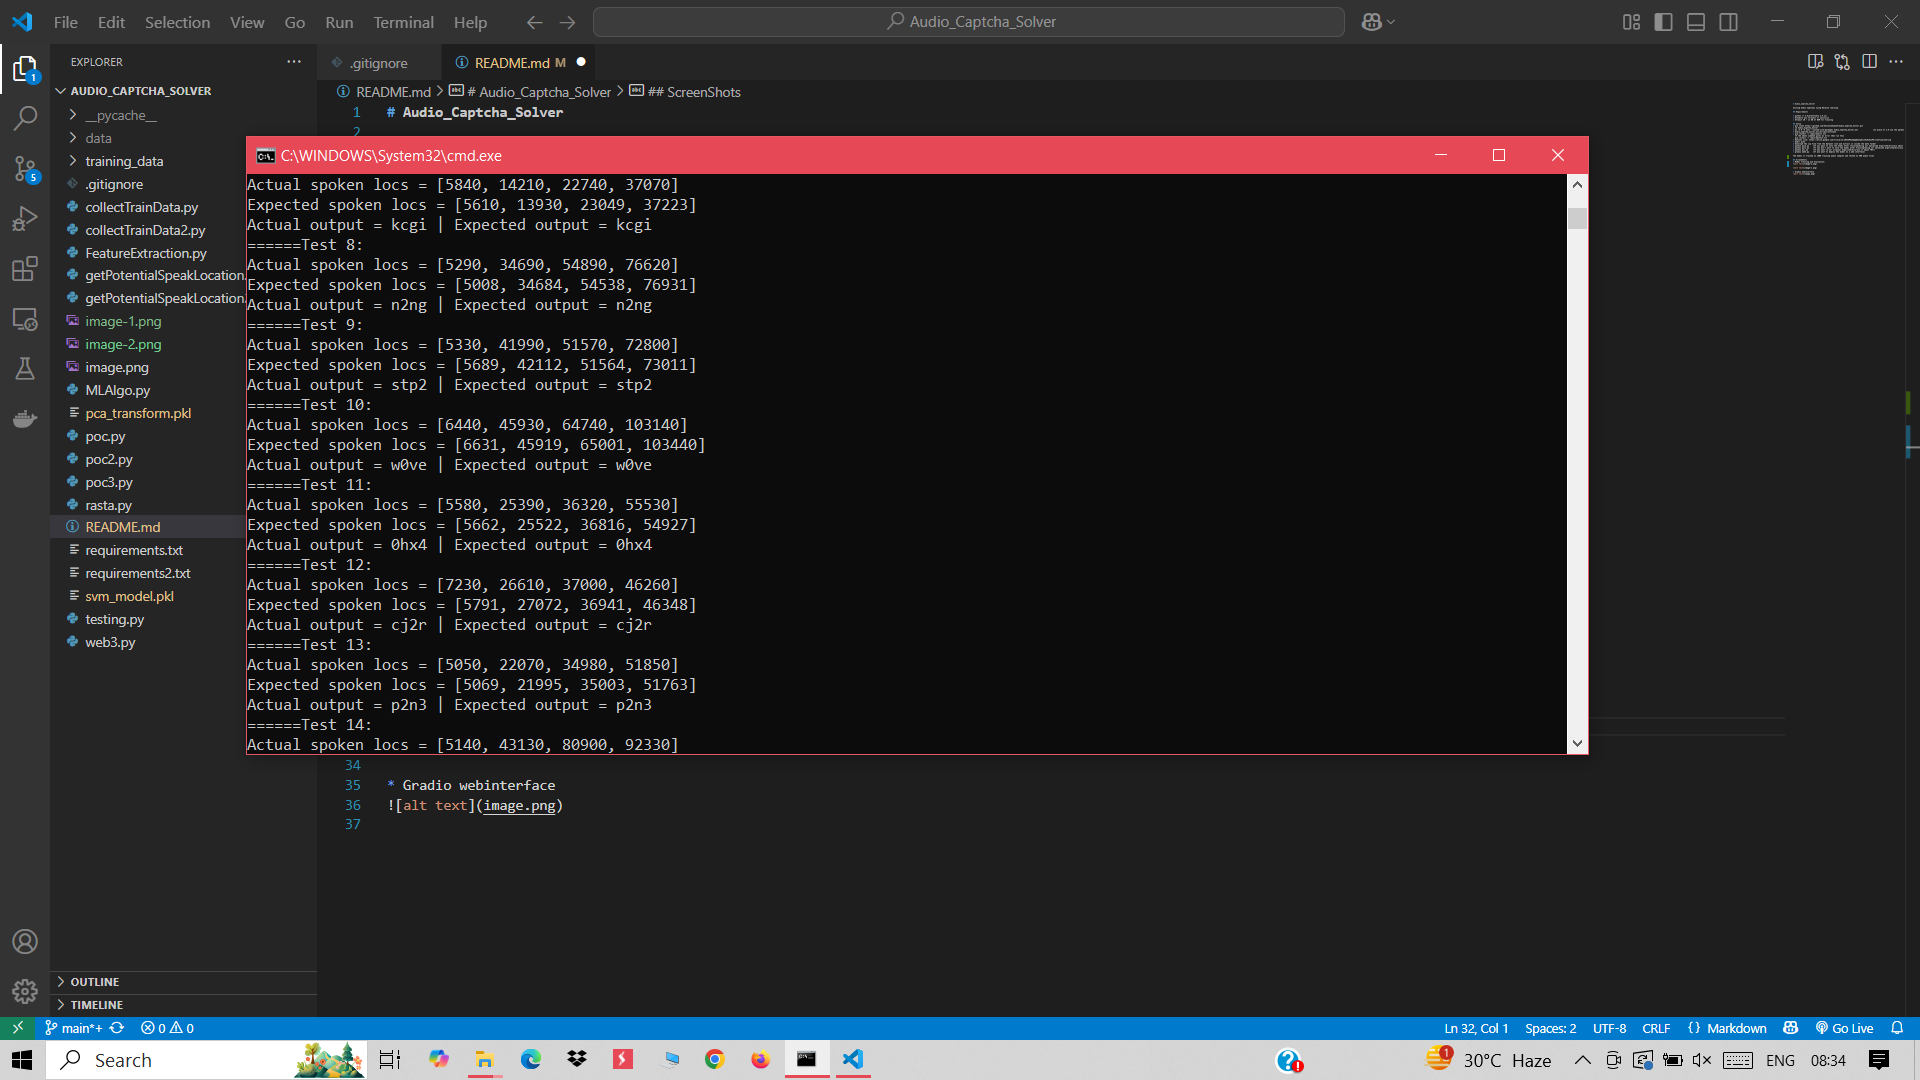 File Edit Selection View Go Run Terminal Help
Audio_Captcha_Solver
EXPLORER
AUDIO_CAPTCHA_SOLVER
__pycache__
data
training_data
.gitignore
collectTrainData.py
collectTrainData2.py
FeatureExtraction.py
getPotentialSpeakLocation.
getPotentialSpeakLocation.
image-1.png
image-2.png
image.png
MLAlgo.py
pca_transform.pkl
poc.py
poc2.py
poc3.py
rasta.py
README.md
requirements.txt
requirements2.txt
svm_model.pkl
testing.py
web3.py
OUTLINE
TIMELINE
1
5
.gitignore
README.md M
README.md > # Audio_Captcha_Solver > ## ScreenShots
1 # Audio_Captcha_Solver
2
C:\WINDOWS\System32\cmd.exe
Actual spoken locs = [5840, 14210, 22740, 37070]
Expected spoken locs = [5610, 13930, 23049, 37223]
Actual output = kcgi | Expected output = kcgi
======Test 8:
Actual spoken locs = [5290, 34690, 54890, 76620]
Expected spoken locs = [5008, 34684, 54538, 76931]
Actual output = n2ng | Expected output = n2ng
======Test 9:
Actual spoken locs = [5330, 41990, 51570, 72800]
Expected spoken locs = [5689, 42112, 51564, 73011]
Actual output = stp2 | Expected output = stp2
======Test 10:
Actual spoken locs = [6440, 45930, 64740, 103140]
Expected spoken locs = [6631, 45919, 65001, 103440]
Actual output = w0ve | Expected output = w0ve
======Test 11:
Actual spoken locs = [5580, 25390, 36320, 55530]
Expected spoken locs = [5662, 25522, 36816, 54927]
Actual output = 0hx4 | Expected output = 0hx4
======Test 12:
Actual spoken locs = [7230, 26610, 37000, 46260]
Expected spoken locs = [5791, 27072, 36941, 46348]
Actual output = cj2r | Expected output = cj2r
======Test 13:
Actual spoken locs = [5050, 22070, 34980, 51850]
Expected spoken locs = [5069, 21995, 35003, 51763]
Actual output = p2n3 | Expected output = p2n3
======Test 14:
Actual spoken locs = [5140, 43130, 80900, 92330]
34
35 * Gradio webinterface
36 ![alt text](image.png)
37
main*+ 0 0
Ln 32, Col 1 Spaces: 2 UTF-8 CRLF {} Markdown Go Live
Search
1 30°C Haze ENG 08:34